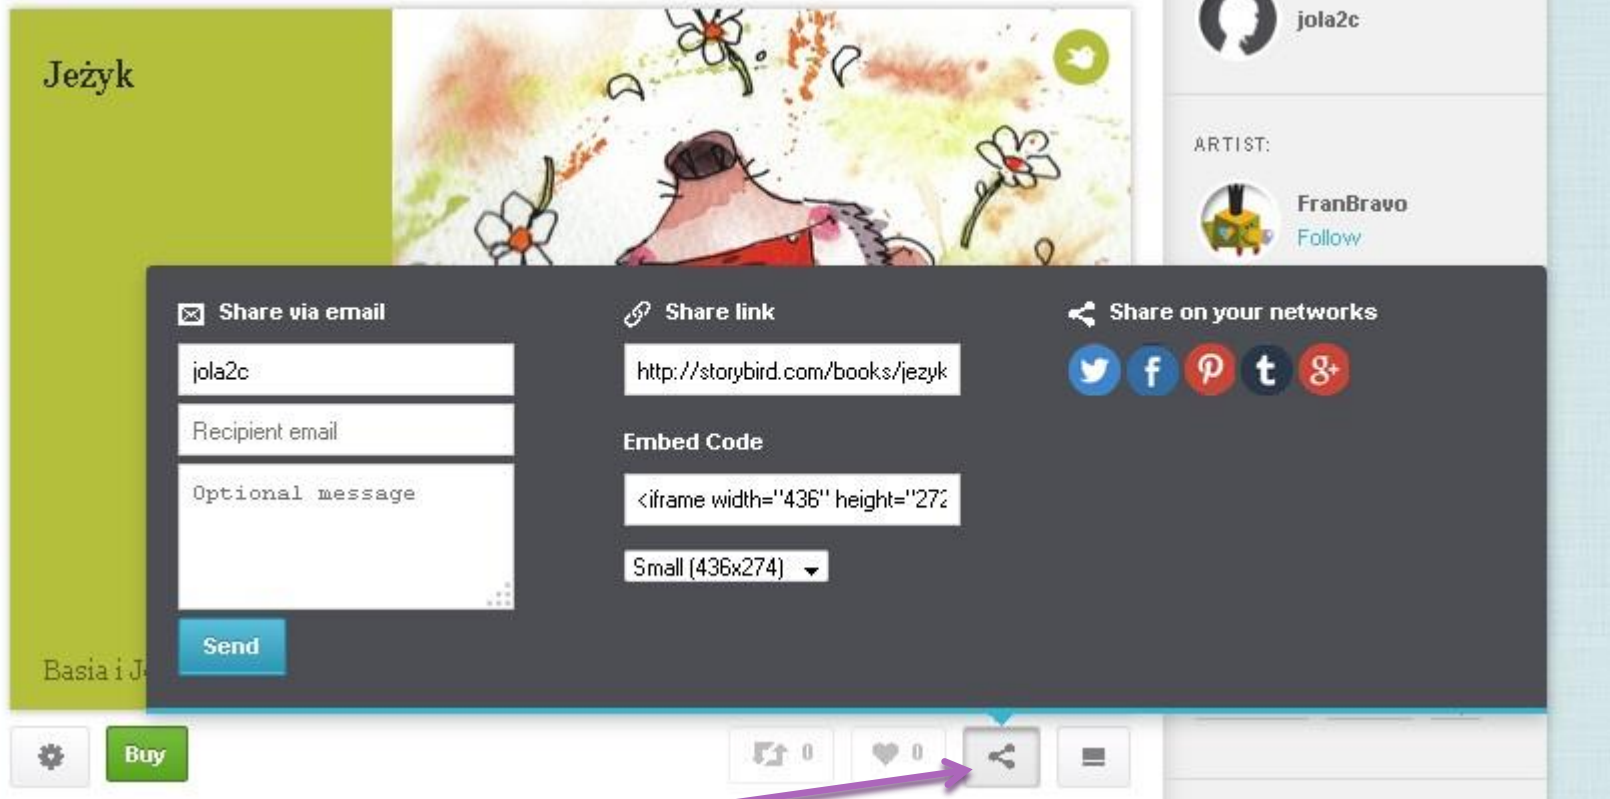 Jeżyk
jola2c
ARTIST:
FranBravo
Follow
Share via email
jola2c
Recipient email
Optional message
Send
Share link
http://storybird.com/books/jezyk
Embed Code
<iframe width="436" height="272
Small (436x274)
Share on your networks
Basia i
Buy
0
0